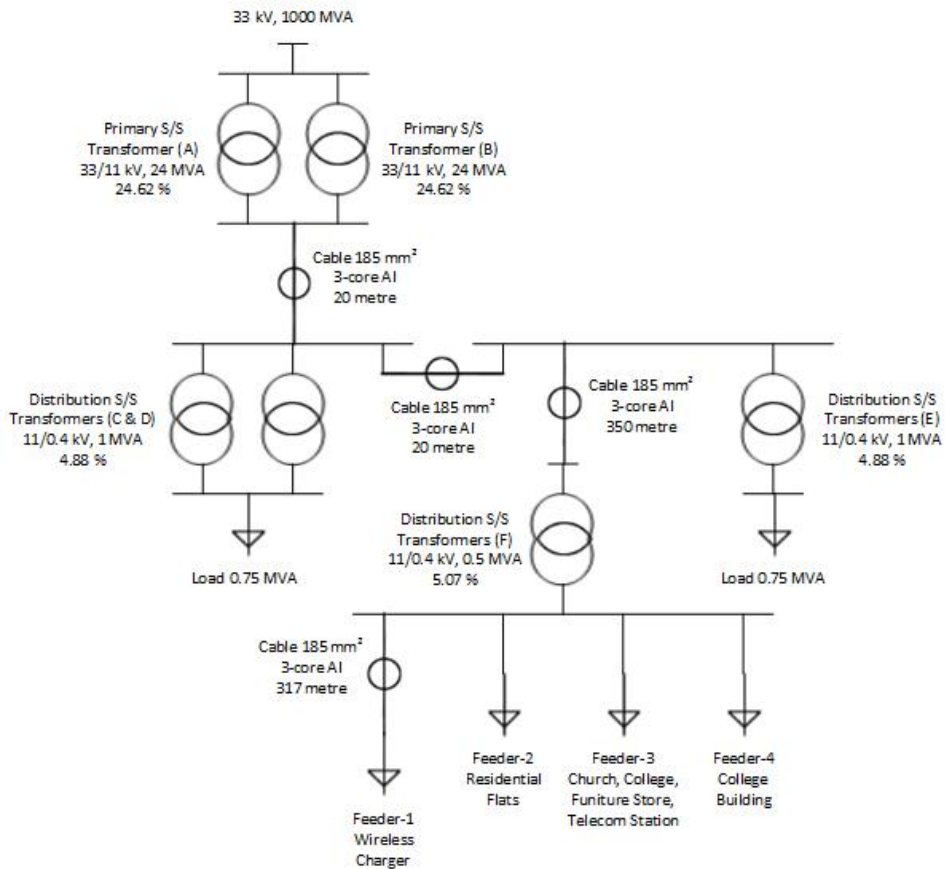 33 kV, 1000 MVA
Primary S/S
Transformer (A)
33/11 kV, 24 MVA
24.62 %
Primary S/S
Transformer (B)
33/11 kV, 24 MVA
24.62 %
Cable 185 mm²
3-core Al
20 metre
Distribution S/S
Transformers (C & D)
11/0.4 kV, 1 MVA
4.88 %
Cable 185 mm²
3-core Al
20 metre
Cable 185 mm²
3-core Al
350 metre
Distribution S/S
Transformers (E)
11/0.4 kV, 1 MVA
4.88 %
Distribution S/S
Transformers (F)
11/0.4 kV, 0.5 MVA
5.07 %
Load 0.75 MVA
Load 0.75 MVA
Cable 185 mm²
3-core Al
317 metre
Feeder-1
Wireless
Charger
Feeder-2
Residential
Flats
Feeder-3
Church, College,
Funiture Store,
Telecom Station
Feeder-4
College
Building